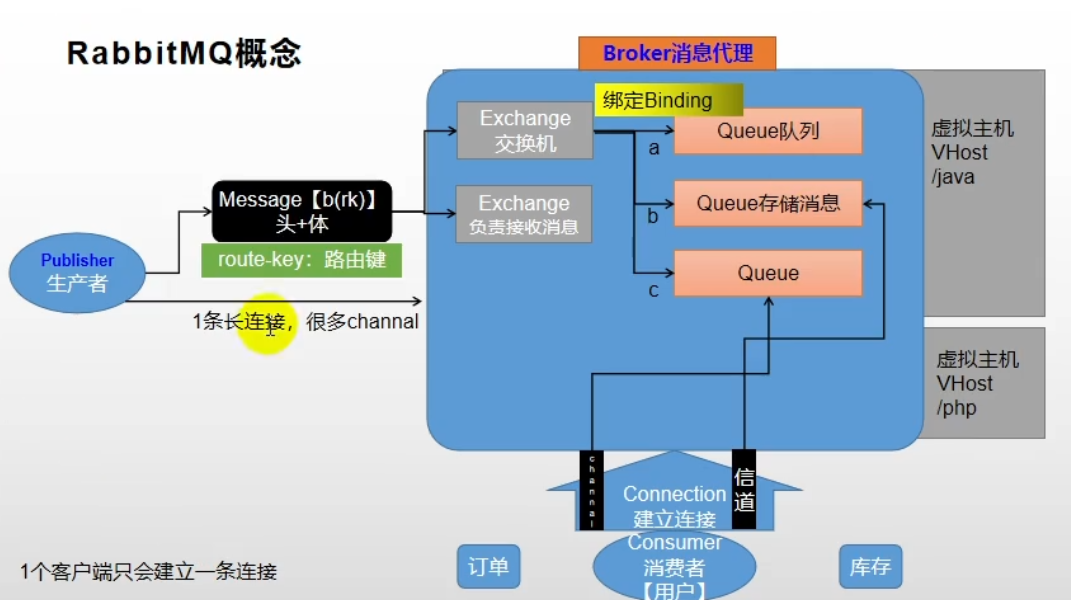 RabbitMQ概念
Broker消息代理
绑定Binding
Exchange
交换机
Queue队列
a
虚拟主机
VHost
/java
Message【b(rk)】
头+体
Exchange
负责接收消息
Queue存储消息
b
route-key：路由键
Publisher
生产者
Queue
c
1条长连接，很多channal
虚拟主机
VHost
/php
channal
Connection
建立连接
信道
Consumer
消费者
【用户】
订单
库存
1个客户端只会建立一条连接